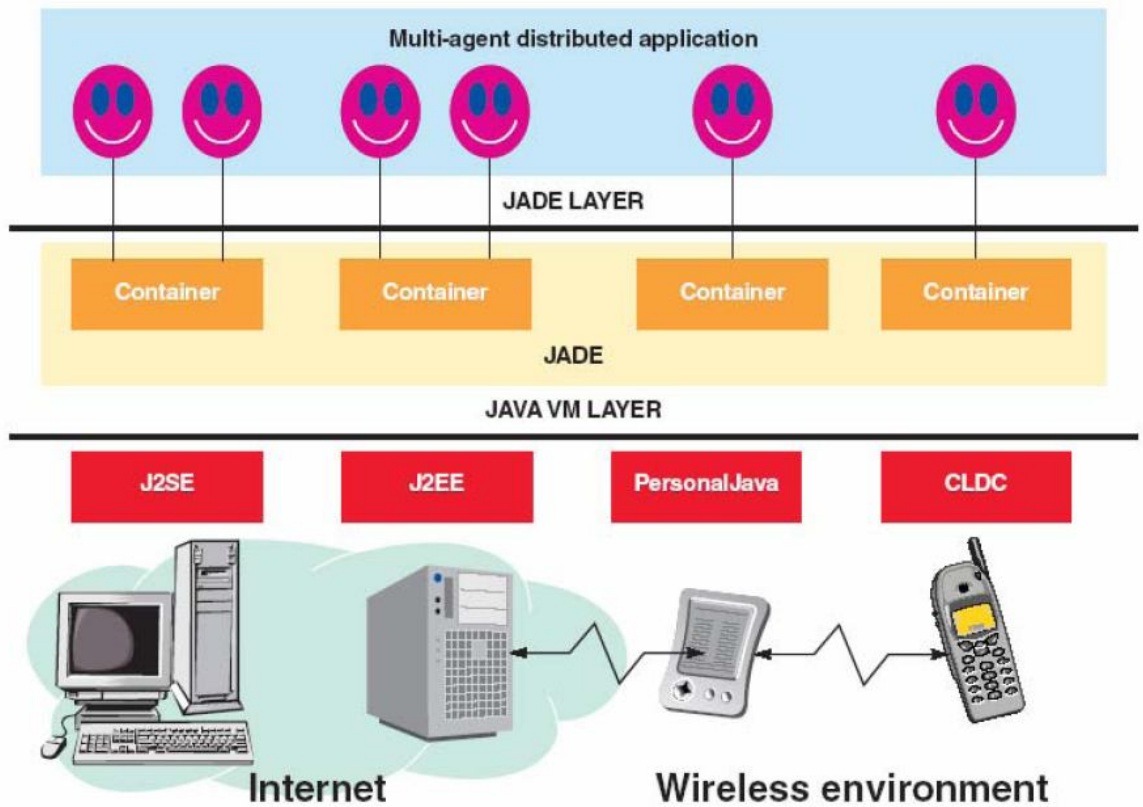 Multi-agent distributed application
JADE LAYER
Container
Container
Container
Container
JADE
JAVA VM LAYER
J2SE
J2EE
PersonalJava
CLDC
Internet
Wireless environment